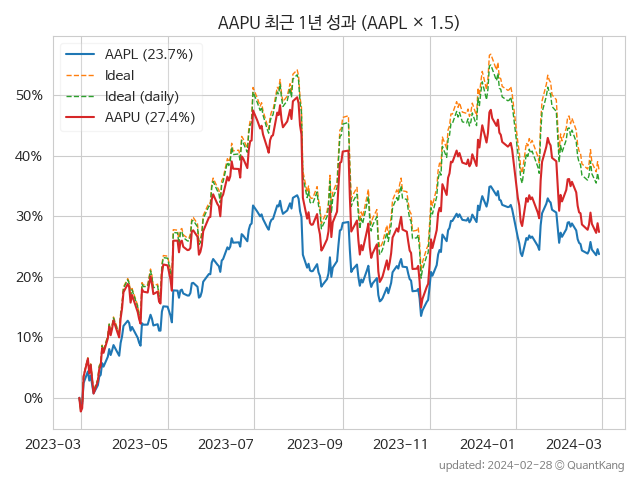 AAPU 최근 1년 성과 (AAPL × 1.5)
AAPL (23.7%)
Ideal
Ideal (daily)
AAPU (27.4%)
50%
40%
30%
20%
10%
0%
2023-03 2023-05 2023-07 2023-09 2023-11 2024-01 2024-03
updated: 2024-02-28 © QuantKang